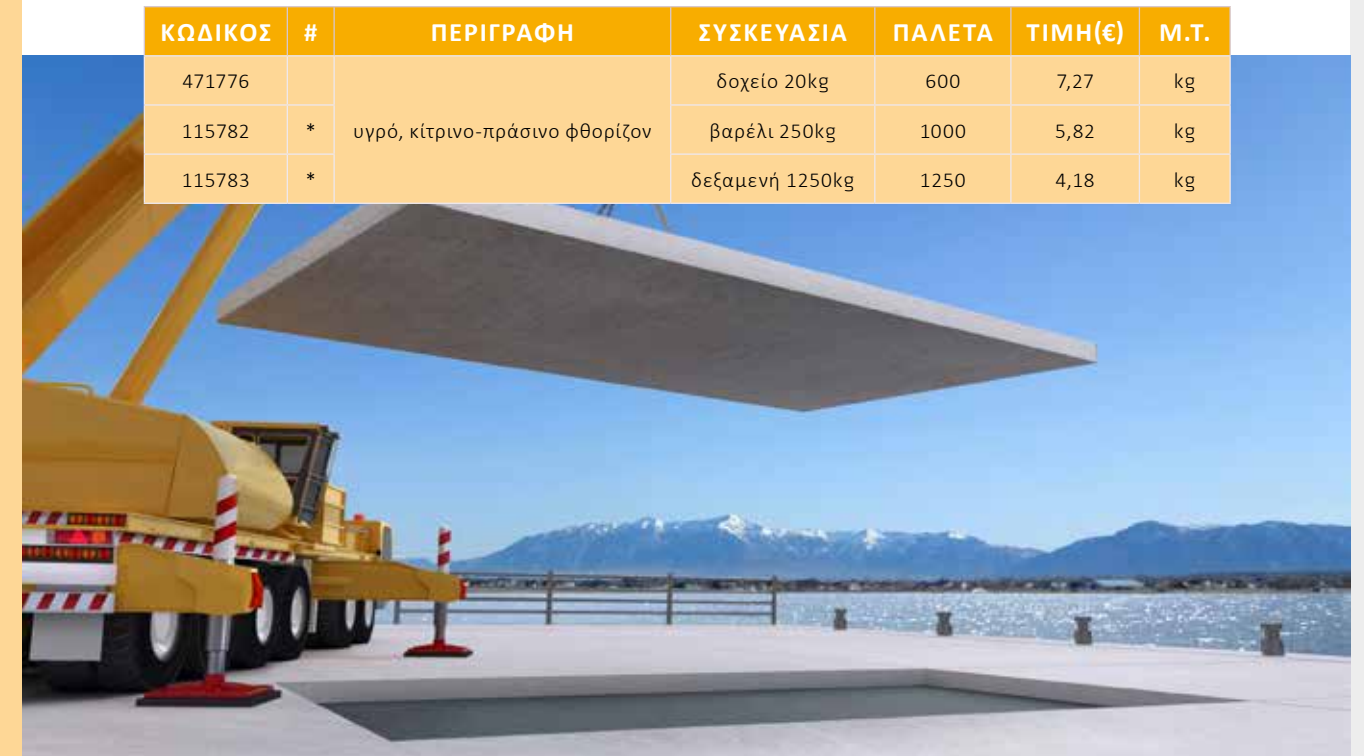 ΚΩΔΙΚΟΣ # ΠΕΡΙΓΡΑΦΗ ΣΥΣΚΕΥΑΣΙΑ ΠΑΛΕΤΑ ΤΙΜΗ(€) Μ.Τ.
471776 δοχείο 20kg 600 7,27 kg
115782 * υγρό, κίτρινο-πράσινο φθορίζον βαρέλι 250kg 1000 5,82 kg
115783 * δεξαμενή 1250kg 1250 4,18 kg